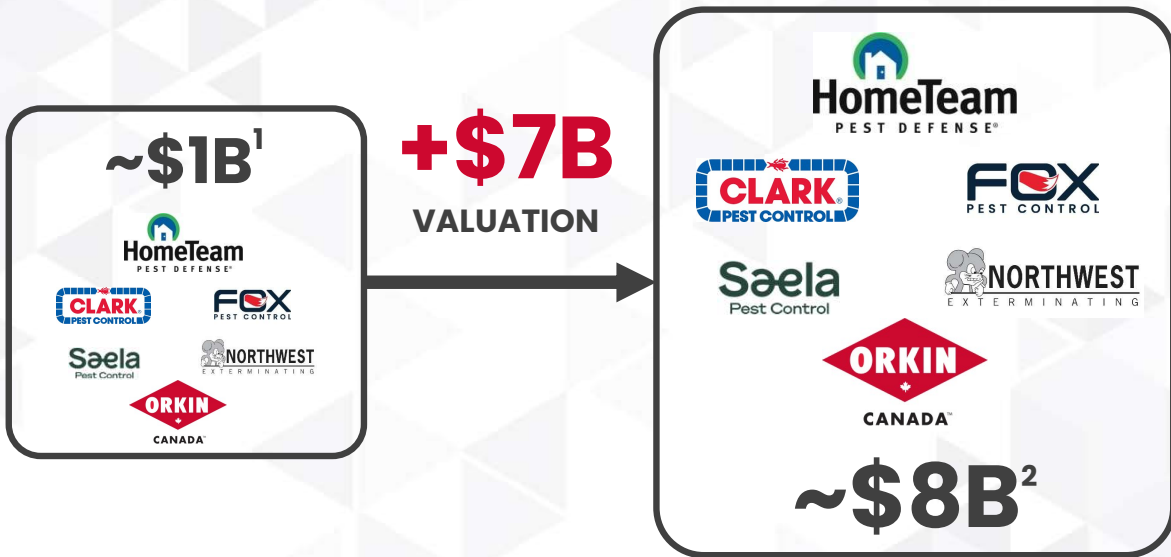 ~$1B¹
HomeTeam
PEST DEFENSE®
CLARK®
PEST CONTROL
FOX
PEST CONTROL
Saela
Pest Control
NORTHWEST
EXTERMINATING
ORKIN
CANADA™
+$7B
VALUATION
HomeTeam
PEST DEFENSE®
CLARK®
PEST CONTROL
FOX
PEST CONTROL
Saela
Pest Control
NORTHWEST
EXTERMINATING
ORKIN
CANADA™
~$8B²